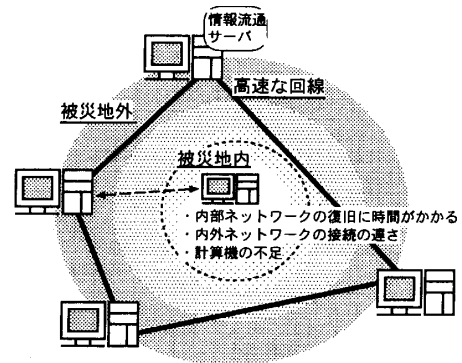 情報流通
サーバ
高速な回線
被災地外
被災地内
・内部ネットワークの復旧に時間がかかる
・内外ネットワークの接続の遅さ
・計算機の不足